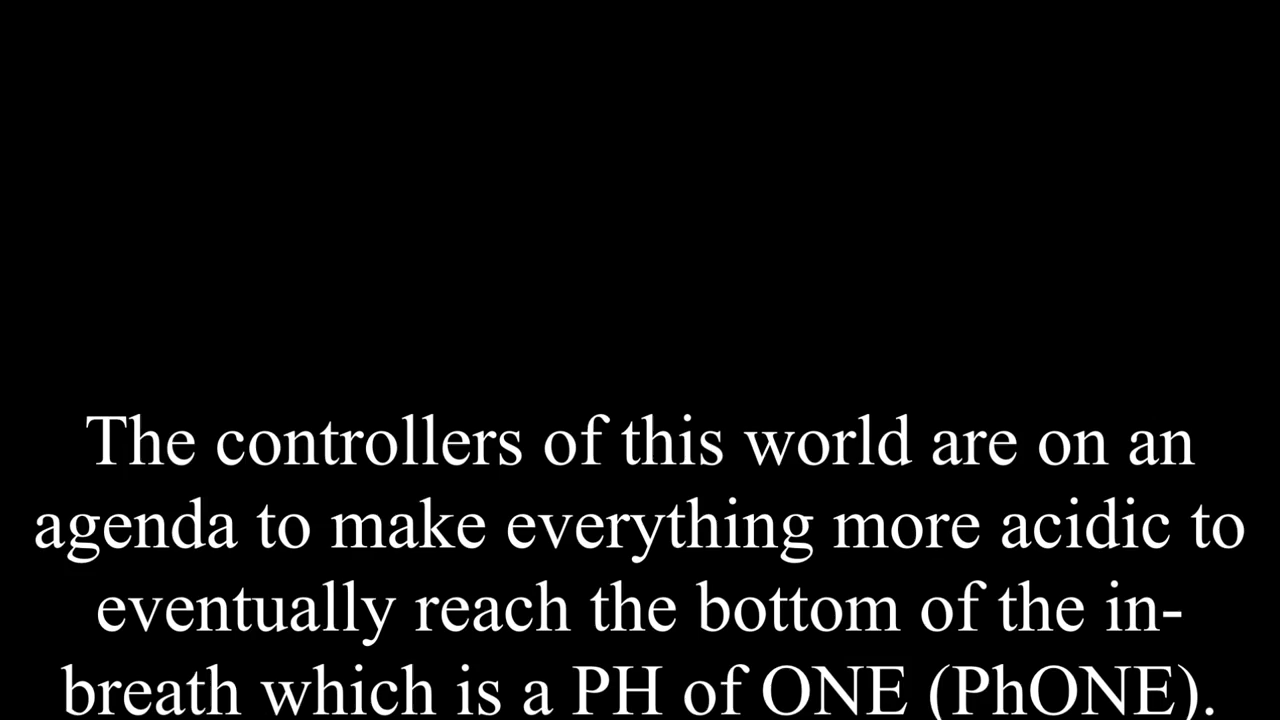 The controllers of this world are on an
agenda to make everything more acidic to
eventually reach the bottom of the in-
breath which is a PH of ONE (PhONE).